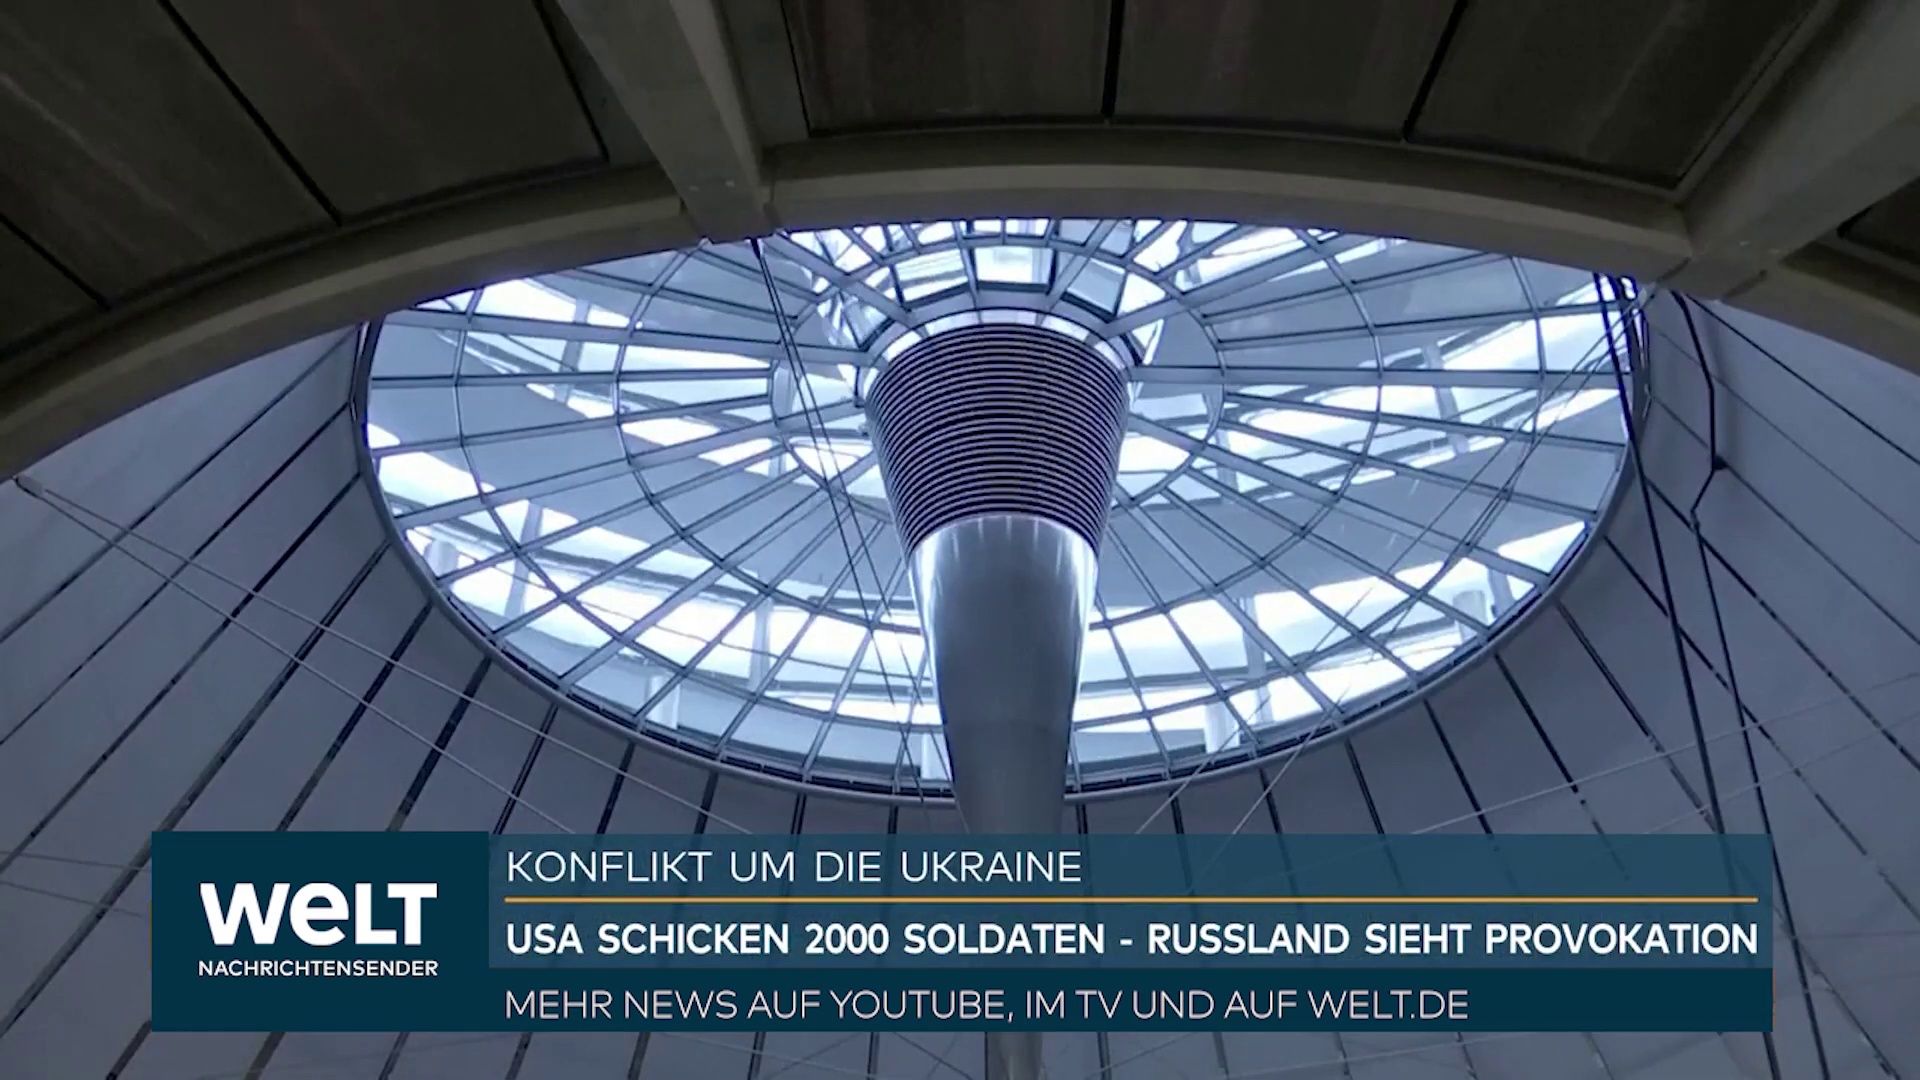 KONFLIKT UM DIE UKRAINE
WELT
NACHRICHTENSENDER
USA SCHICKEN 2000 SOLDATEN - RUSSLAND SIEHT PROVOKATION
MEHR NEWS AUF YOUTUBE, IM TV UND AUF WELT.DE